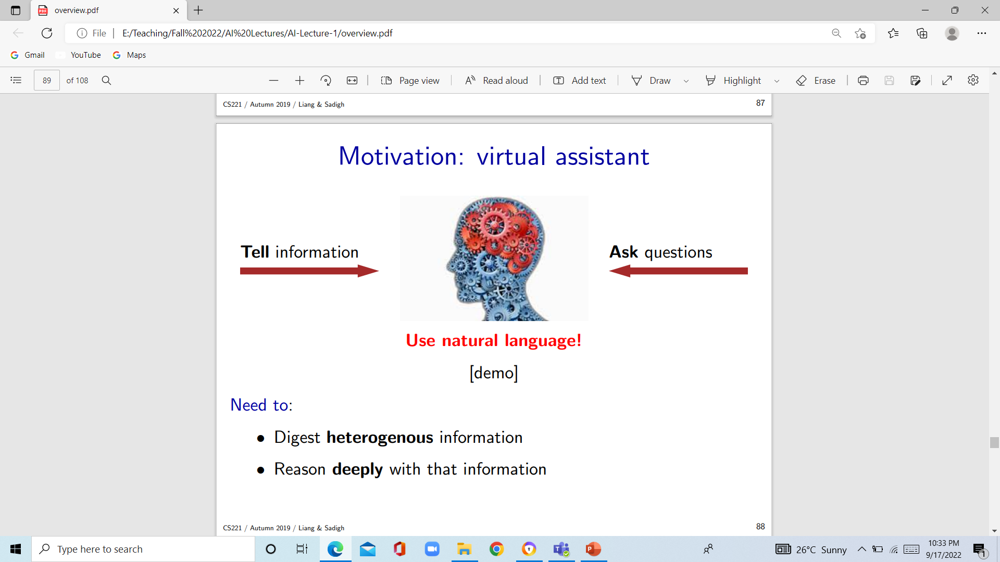 overview.pdf
File | E:/Teaching/Fall%202022/AI%20Lectures/AI-Lecture-1/overview.pdf
Gmail YouTube Maps
89 of 108 Page view Read aloud Add text Draw Highlight Erase
CS221 / Autumn 2019 / Liang & Sadigh 87
Motivation: virtual assistant
Tell information Ask questions
Use natural language!
[demo]
Need to:
• Digest heterogenous information
• Reason deeply with that information
CS221 / Autumn 2019 / Liang & Sadigh 88
Type here to search 26°C Sunny 10:33 PM
9/17/2022 1